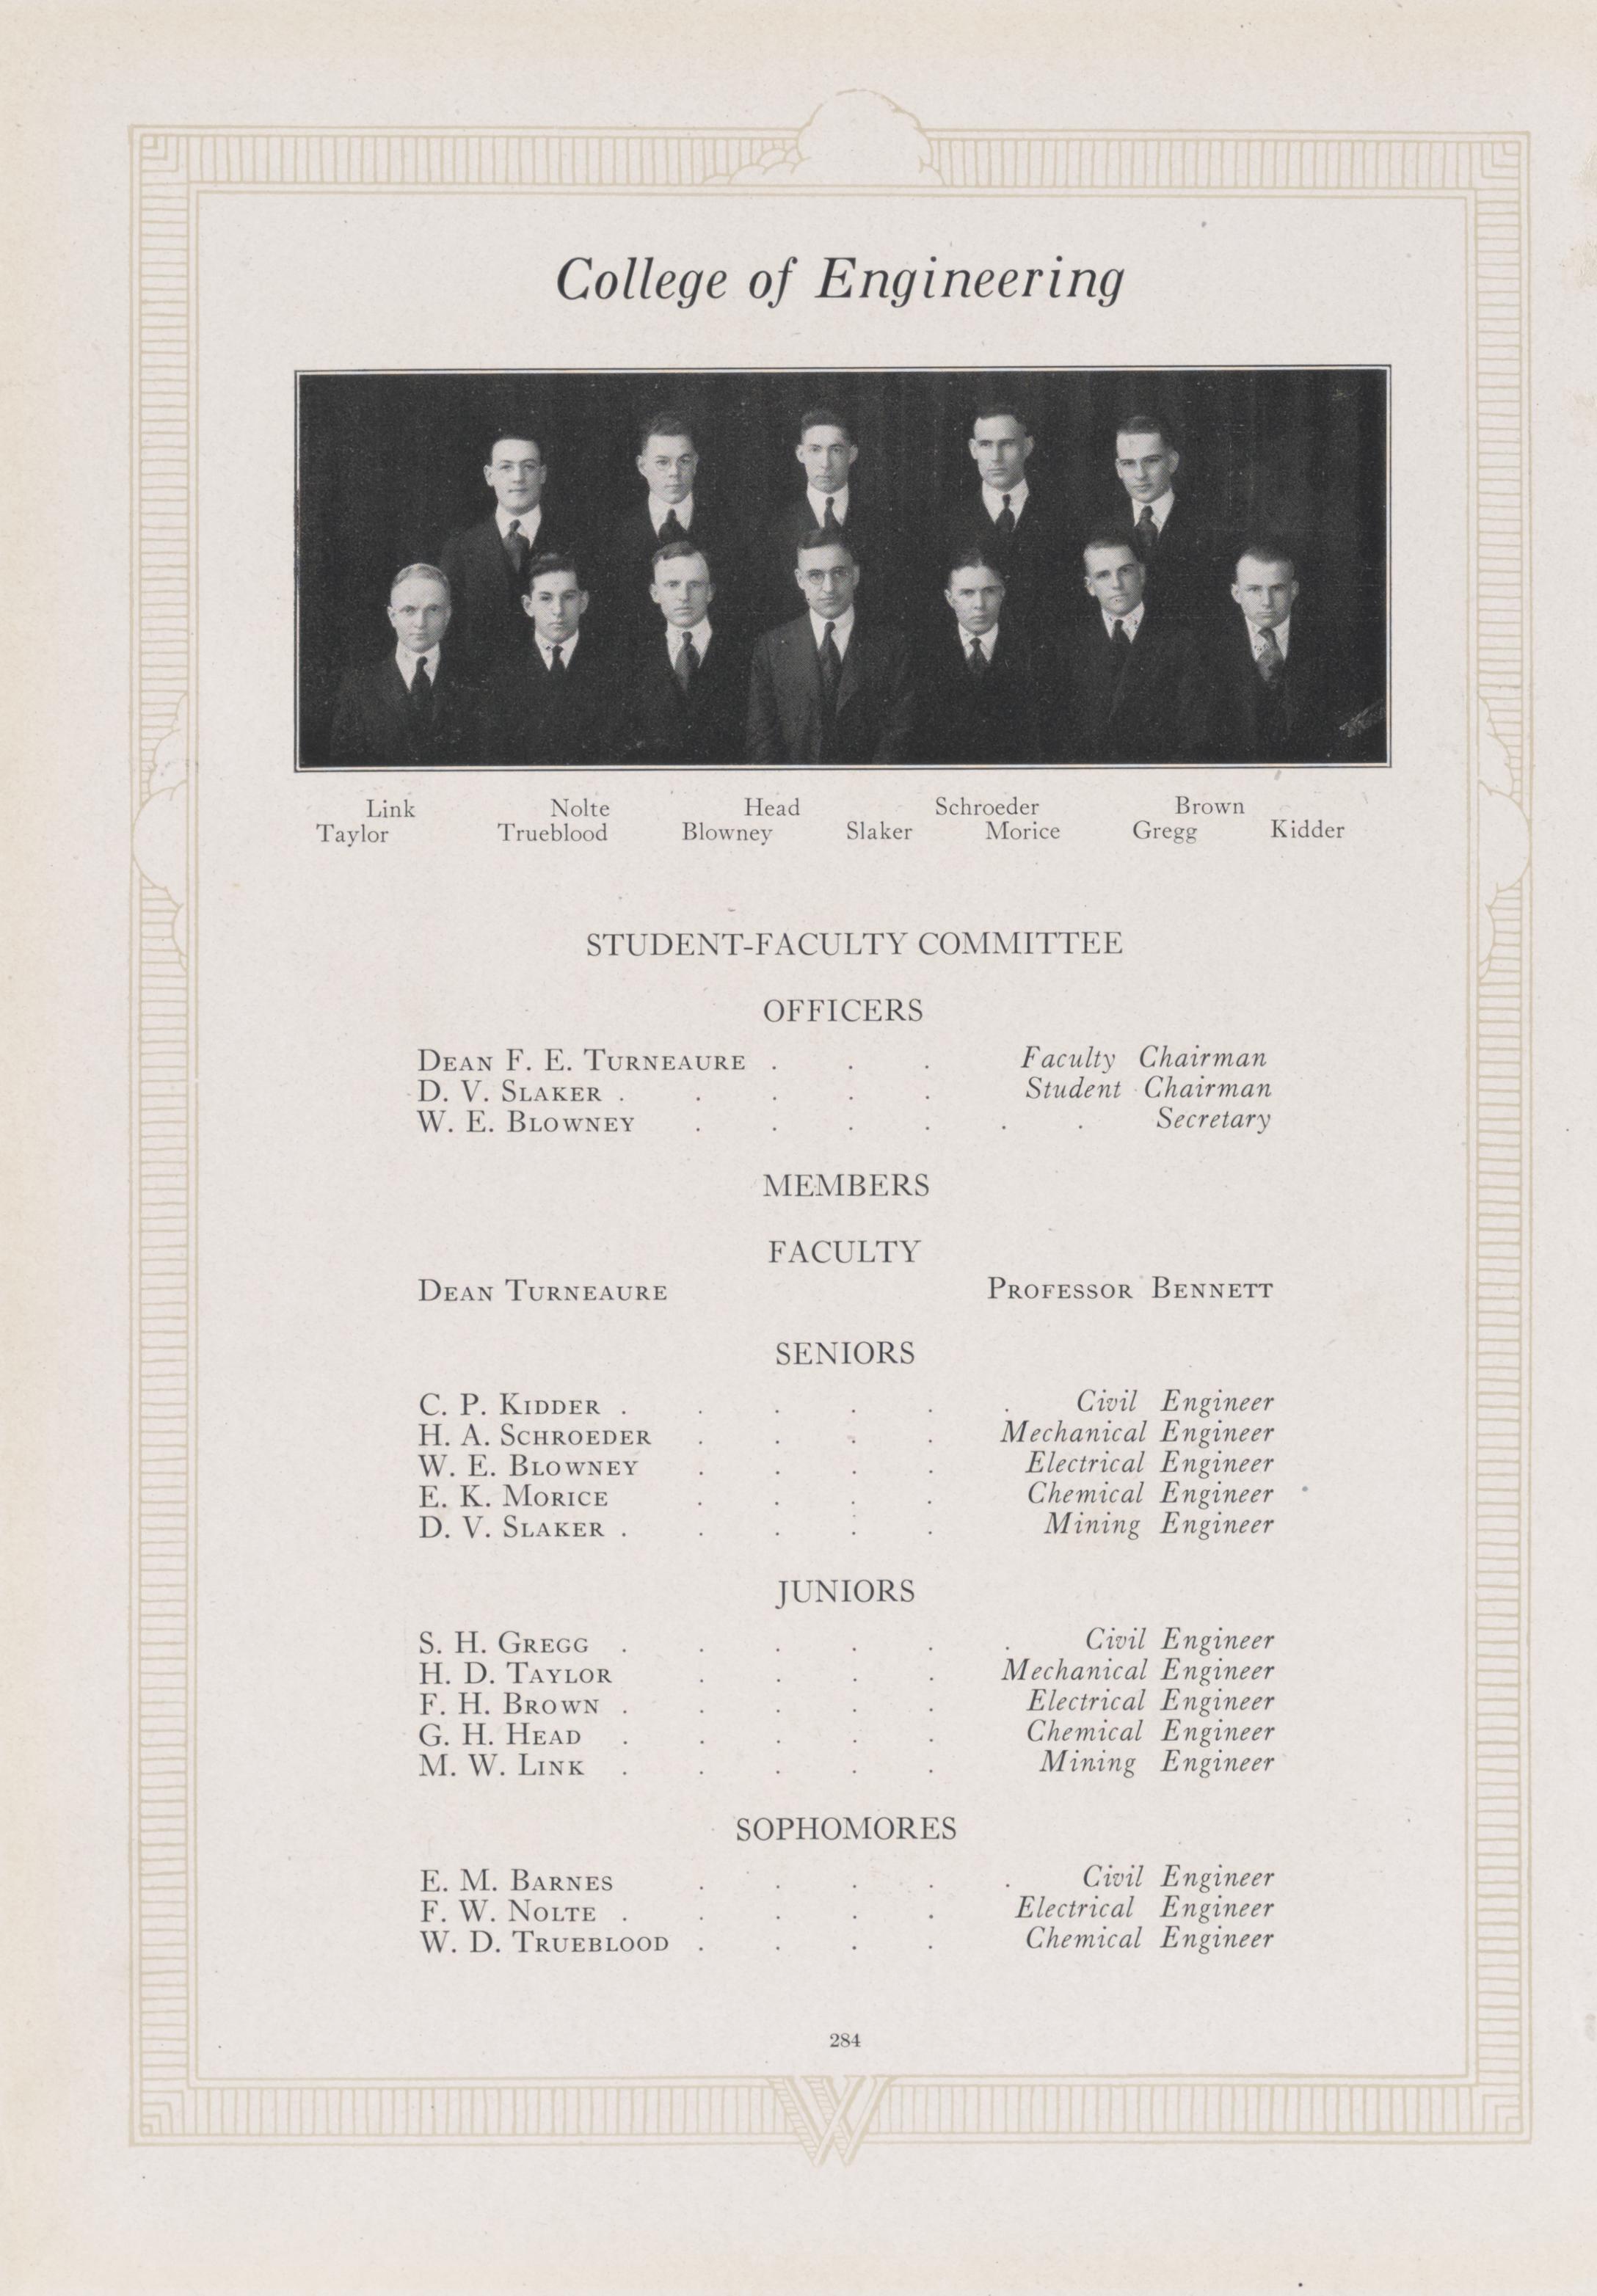 College of Engineering
Link Nolte Head Schroeder Brown
Taylor Trueblood Blowney Slaker Morice Gregg Kidder
STUDENT-FACULTY COMMITTEE
OFFICERS
DEAN F. E. TURNEAURE . . . Faculty Chairman
D. V. SLAKER . . . . . Student Chairman
W. E. BLOWNEY . . . . . . Secretary
MEMBERS
FACULTY
DEAN TURNEAURE PROFESSOR BENNETT
SENIORS
C. P. KIDDER . . . . . . Civil Engineer
H. A. SCHROEDER . . . . Mechanical Engineer
W. E. BLOWNEY . . . . Electrical Engineer
E. K. MORICE . . . . Chemical Engineer
D. V. SLAKER . . . . . Mining Engineer
JUNIORS
S. H. GREGG . . . . . . Civil Engineer
H. D. TAYLOR . . . . Mechanical Engineer
F. H. BROWN . . . . . Electrical Engineer
G. H. HEAD . . . . . Chemical Engineer
M. W. LINK . . . . . Mining Engineer
SOPHOMORES
E. M. BARNES . . . . . Civil Engineer
F. W. NOLTE . . . . . Electrical Engineer
W. D. TRUEBLOOD . . . . Chemical Engineer
284
W